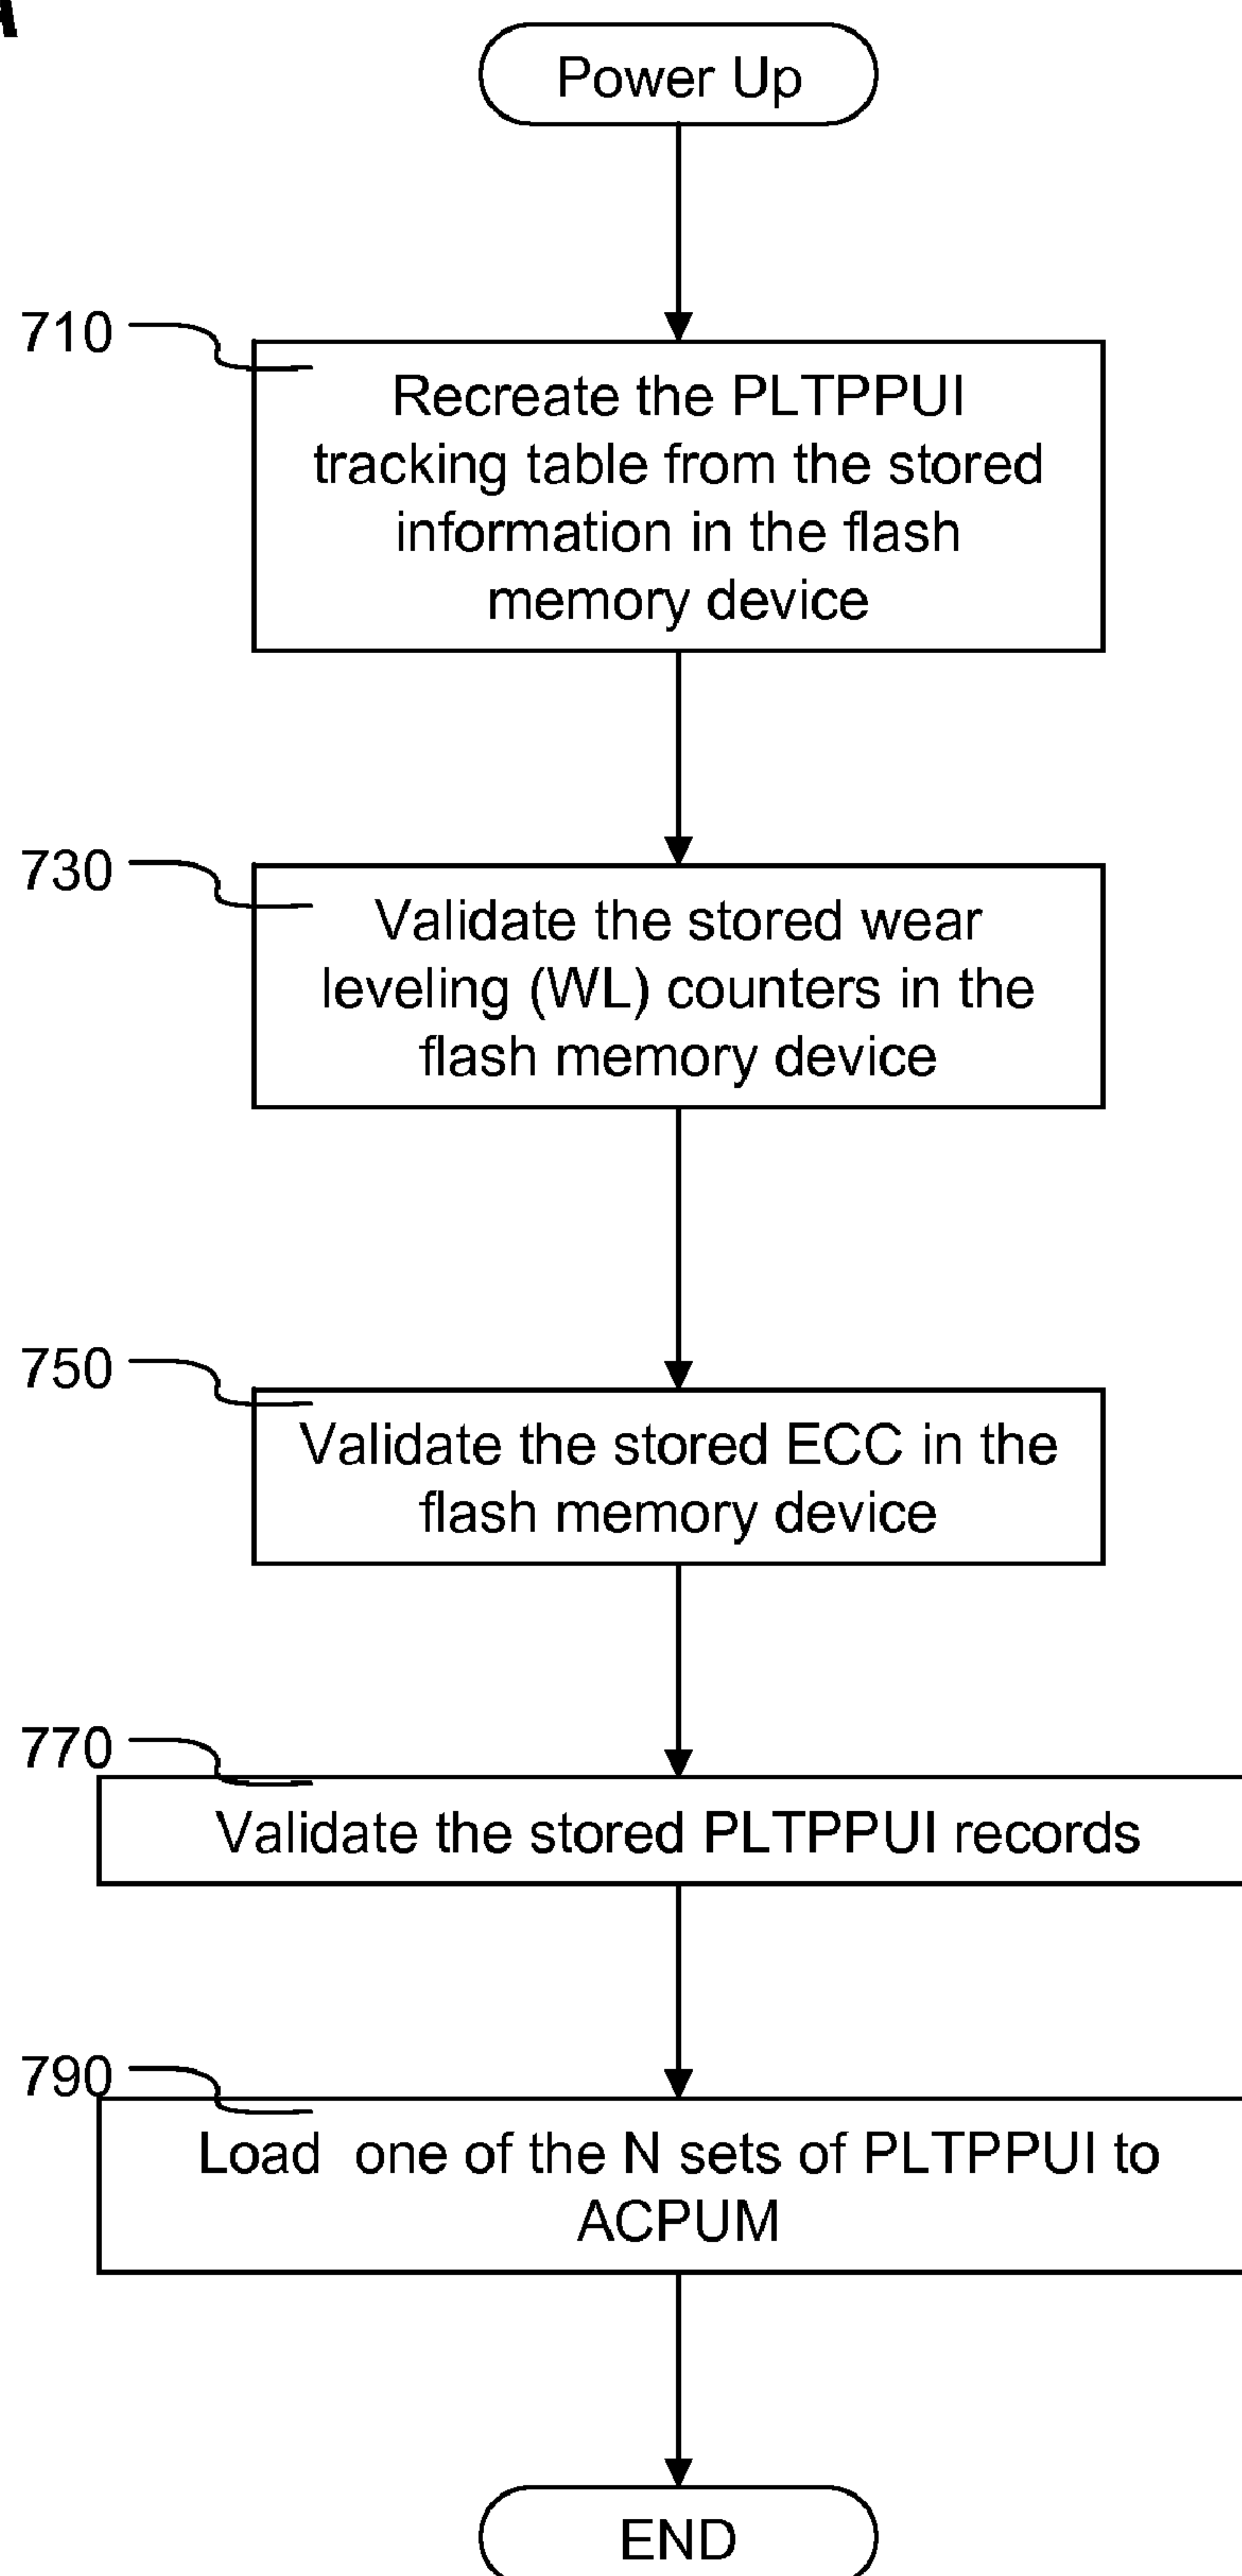 Power Up
710
Recreate the PLTPPUI
tracking table from the stored
information in the flash
memory device
730
Validate the stored wear
leveling (WL) counters in the
flash memory device
750
Validate the stored ECC in the
flash memory device
770
Validate the stored PLTPPUI records
790
Load one of the N sets of PLTPPUI to
ACPUM
END